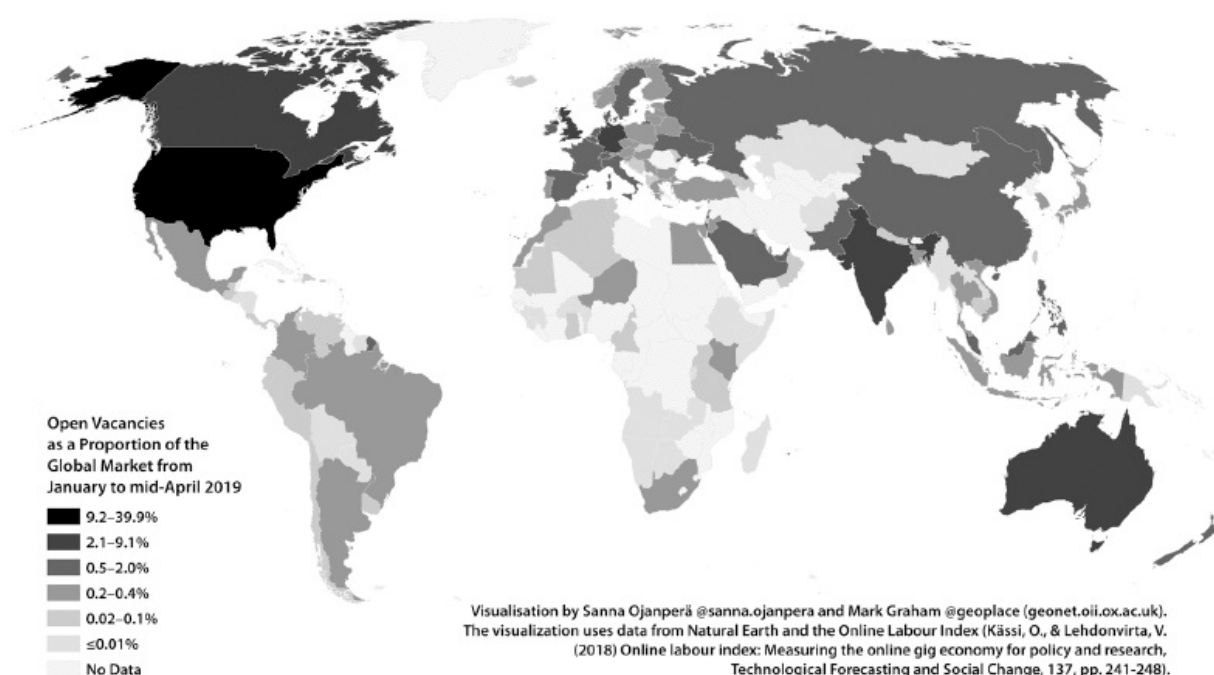 Open Vacancies
as a Proportion of the
Global Market from
January to mid-April 2019
9.2–39.9%
2.1–9.1%
0.5–2.0%
0.2–0.4%
0.02–0.1%
≤0.01%
No Data
Visualisation by Sanna Ojanperä @sanna.ojanpera and Mark Graham @geoplace (geonet.oii.ox.ac.uk).
The visualization uses data from Natural Earth and the Online Labour Index (Kässi, O., & Lehdonvirta, V.
(2018) Online labour index: Measuring the online gig economy for policy and research,
Technological Forecasting and Social Change, 137, pp. 241-248).